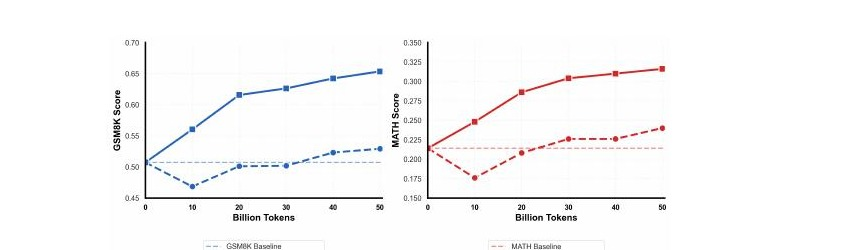 0.70
0.65
0.60
0.55
0.50
0.45
GSM8K Score
0 10 20 30 40 50
Billion Tokens
GSM8K Baseline
0.350
0.325
0.300
0.275
0.250
0.225
0.200
0.175
0.150
MATH Score
0 10 20 30 40 50
Billion Tokens
MATH Baseline